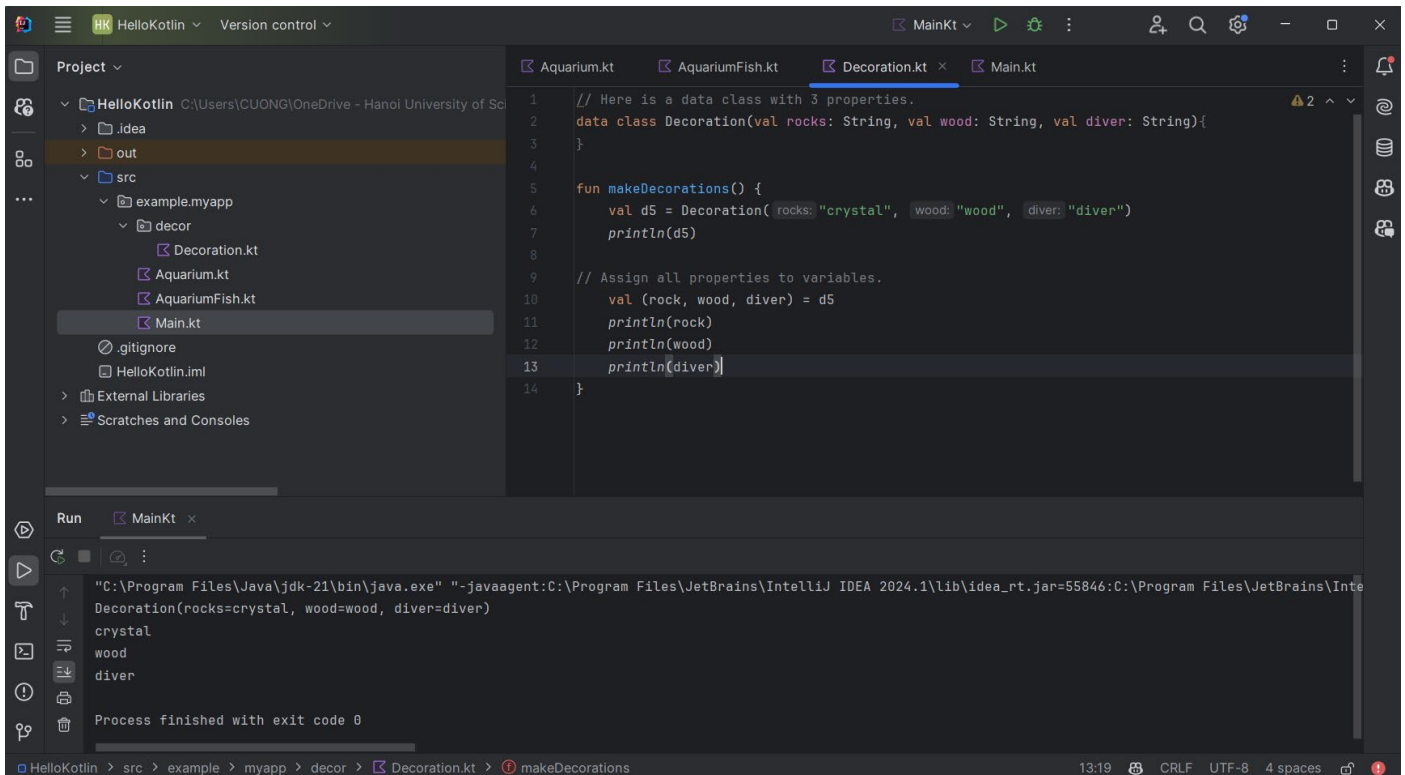 HK HelloKotlin Version control MainKt
Project
Aquarium.kt AquariumFish.kt Decoration.kt Main.kt
HelloKotlin C:\Users\CUONG\OneDrive - Hanoi University of Sc
.idea
out
src
example.myapp
decor
Decoration.kt
Aquarium.kt
AquariumFish.kt
Main.kt
.gitignore
HelloKotlin.iml
External Libraries
Scratches and Consoles
2
1 // Here is a data class with 3 properties.
2 data class Decoration(val rocks: String, val wood: String, val diver: String){
3 }
4
5 fun makeDecorations() {
6 val d5 = Decoration( rocks: "crystal", wood: "wood", diver: "diver")
7 println(d5)
8
9 // Assign all properties to variables.
10 val (rock, wood, diver) = d5
11 println(rock)
12 println(wood)
13 println(diver)
14 }
Run MainKt
"C:\Program Files\Java\jdk-21\bin\java.exe" "-javaagent:C:\Program Files\JetBrains\IntelliJ IDEA 2024.1\lib\idea_rt.jar=55846:C:\Program Files\JetBrains\Inte
Decoration(rocks=crystal, wood=wood, diver=diver)
crystal
wood
diver
Process finished with exit code 0
HelloKotlin > src > example > myapp > decor > Decoration.kt > makeDecorations 13:19 CRLF UTF-8 4 spaces